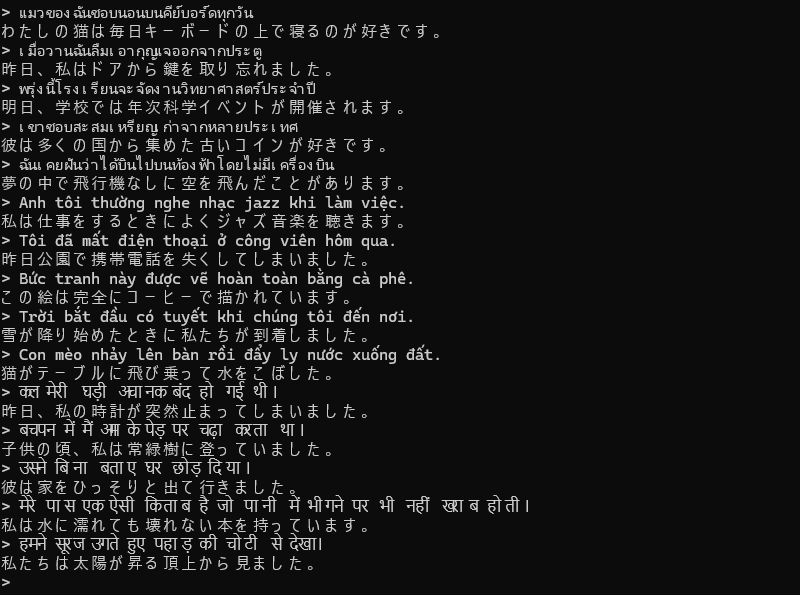 > แมวของฉันชอบนอนบนคีย์บอร์ดทุกวัน
わたしの猫は毎日キーボードの上で寝るのが好きです。
> เมื่อวานฉันลืมเอากุญแจออกจากประตู
昨日、私はドアから鍵を取り忘れました。
> พรุ่งนี้โรงเรียนจะจัดงานวิทยาศาสตร์ประจำปี
明日、学校では年次科学イベントが開催されます。
> เขาชอบสะสมเหรียญเก่าจากหลายประเทศ
彼は多くの国から集めた古いコインが好きです。
> ฉันเคยฝันว่าได้บินไปบนท้องฟ้าโดยไม่มีเครื่องบิน
夢の中で飛行機なしに空を飛んだことがあります。
> Anh tôi thường nghe nhạc jazz khi làm việc.
私は仕事をするときによくジャズ音楽を聴きます。
> Tôi đã mất điện thoại ở công viên hôm qua.
昨日公園で携帯電話を失くしてしまいました。
> Bức tranh này được vẽ hoàn toàn bằng cà phê.
この絵は完全にコーヒーで描かれています。
> Trời bắt đầu có tuyết khi chúng tôi đến nơi.
雪が降り始めたときに私たちが到着しました。
> Con mèo nhảy lên bàn rồi đẩy ly nước xuống đất.
猫がテーブルに飛び乗って水をこぼした。
> कल मेरी घड़ी अचानक बंद हो गई थी।
昨日、私の時計が突然止まってしまいました。
> बचपन में मैं आम के पेड़ पर चढ़ा करता था।
子供の頃、私は常緑樹に登っていました。
> उसने बिना बताए घर छोड़ दिया।
彼は家をひっそりと出て行きました。
> मेरे पास एक ऐसी किताब है जो पानी में भीगने पर भी नहीं खराब होती।
私は水に濡れても壊れない本を持っています。
> हमने सूरज उगते हुए पहाड़ की चोटी से देखा।
私たちは太陽が昇る頂上から見ました。
>